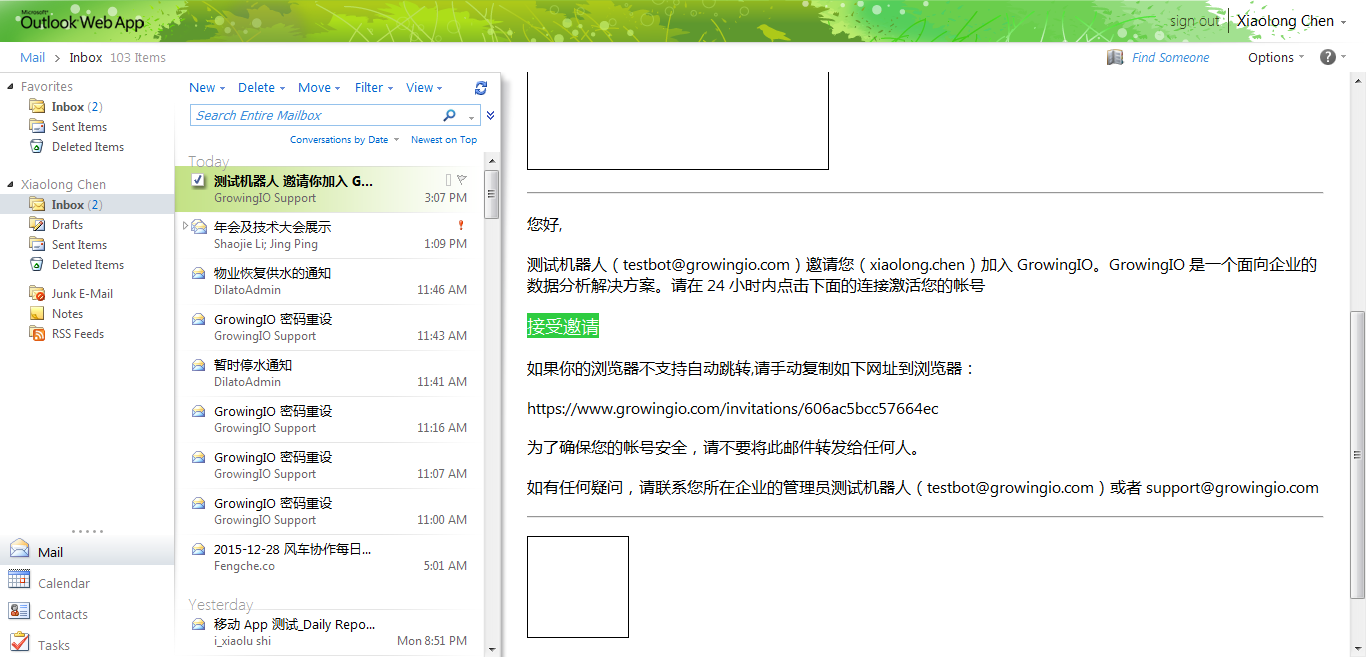 Microsoft
Outlook Web App
sign out
Xiaolong Chen
Mail > Inbox 103 Items
Find Someone
Options
Favorites
Inbox (2)
Sent Items
Deleted Items
Xiaolong Chen
Inbox (2)
Drafts
Sent Items
Deleted Items
Junk E-Mail
Notes
RSS Feeds
Mail
Calendar
Contacts
Tasks
New Delete Move Filter View
Search Entire Mailbox
Conversations by Date Newest on Top
Today
测试机器人 邀请你加入 G...
GrowingIO Support 3:07 PM
年会及技术大会展示
Shaojie Li; Jing Ping 1:09 PM
物业恢复供水的通知
DilatoAdmin 11:46 AM
GrowingIO 密码重设
GrowingIO Support 11:43 AM
暂时停水通知
DilatoAdmin 11:41 AM
GrowingIO 密码重设
GrowingIO Support 11:16 AM
GrowingIO 密码重设
GrowingIO Support 11:07 AM
GrowingIO 密码重设
GrowingIO Support 11:00 AM
2015-12-28 风车协作每日...
Fengche.co 5:01 AM
Yesterday
移动 App 测试_Daily Repo...
i_xiaolu shi Mon 8:51 PM
您好,
测试机器人（testbot@growingio.com）邀请您（xiaolong.chen）加入 GrowingIO。GrowingIO 是一个面向企业的
数据分析解决方案。请在 24 小时内点击下面的连接激活您的帐号
接受邀请
如果你的浏览器不支持自动跳转,请手动复制如下网址到浏览器：
https://www.growingio.com/invitations/606ac5bcc57664ec
为了确保您的帐号安全，请不要将此邮件转发给任何人。
如有任何疑问，请联系您所在企业的管理员测试机器人（testbot@growingio.com）或者 support@growingio.com